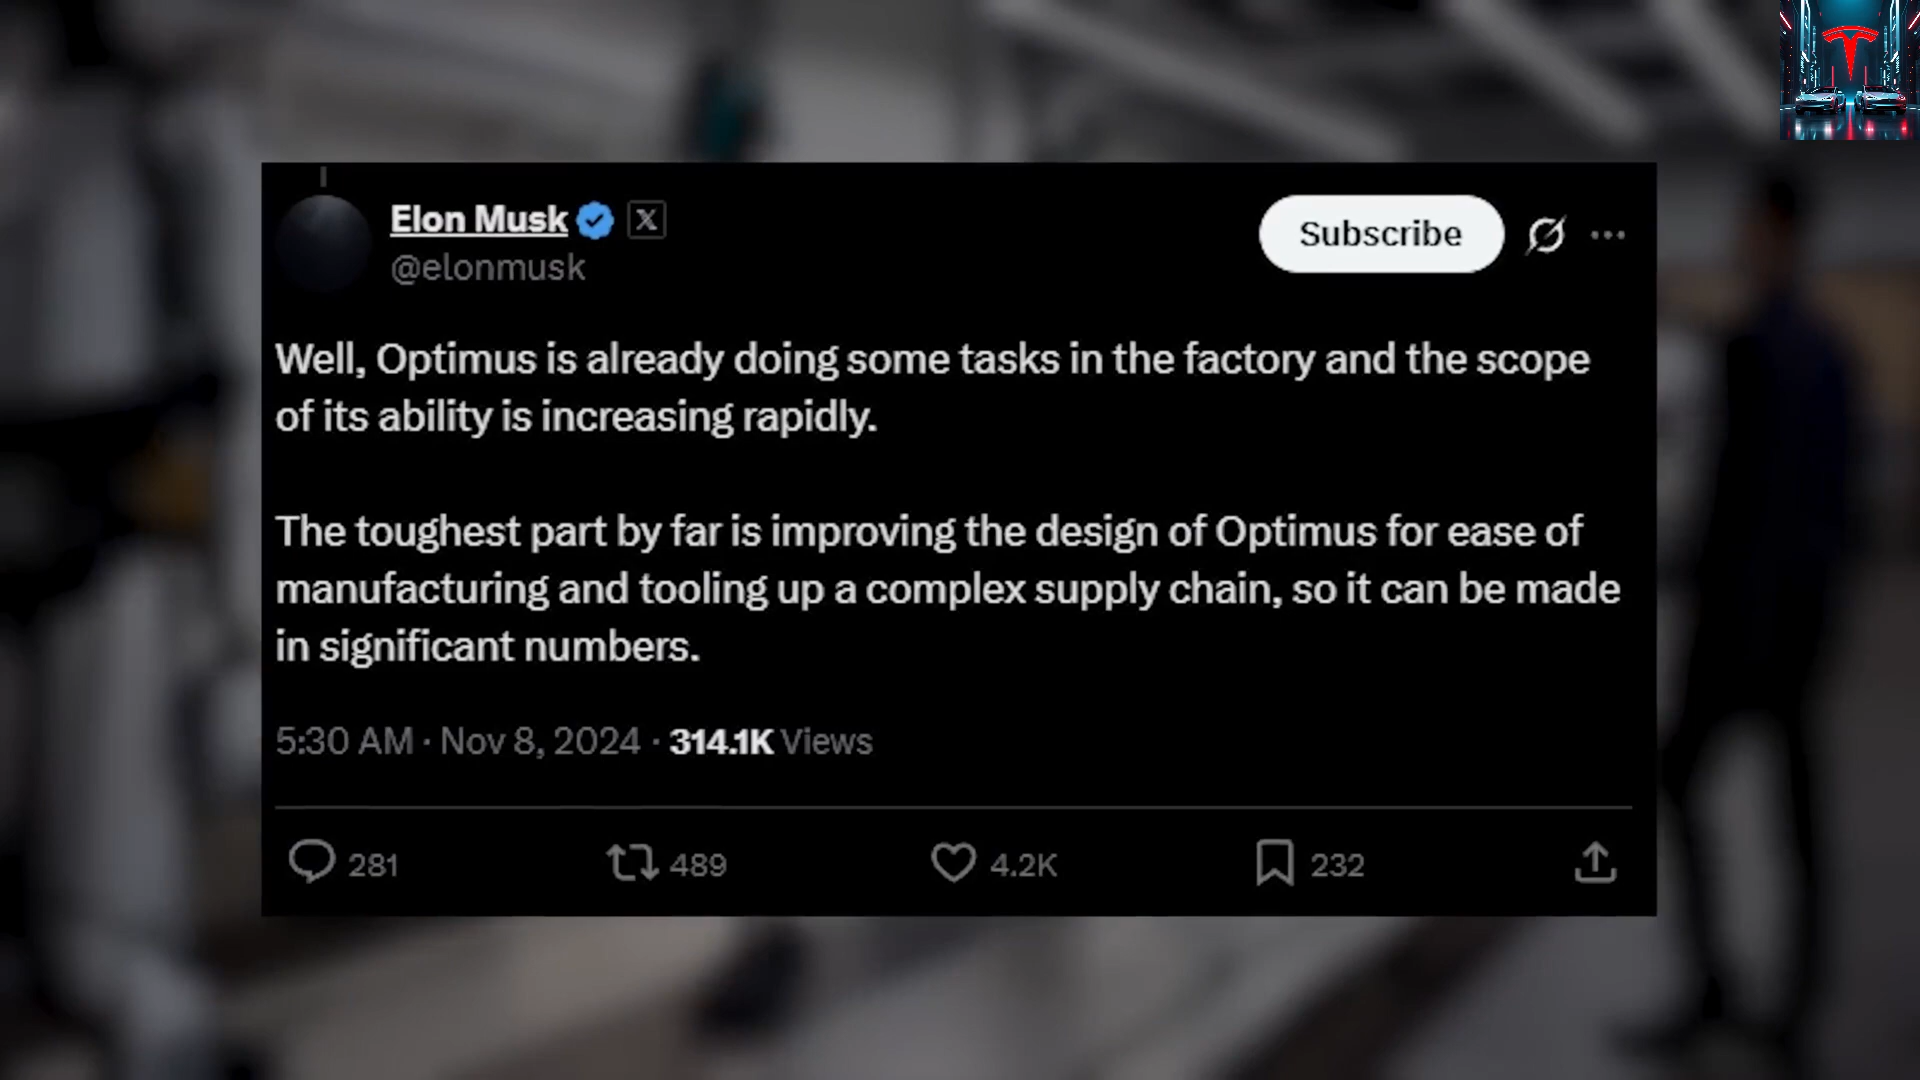 Elon Musk
@elonmusk
Subscribe
Well, Optimus is already doing some tasks in the factory and the scope
of its ability is increasing rapidly.
The toughest part by far is improving the design of Optimus for ease of
manufacturing and tooling up a complex supply chain, so it can be made
in significant numbers.
5:30 AM · Nov 8, 2024 · 314.1K Views
281 489 4.2K 232